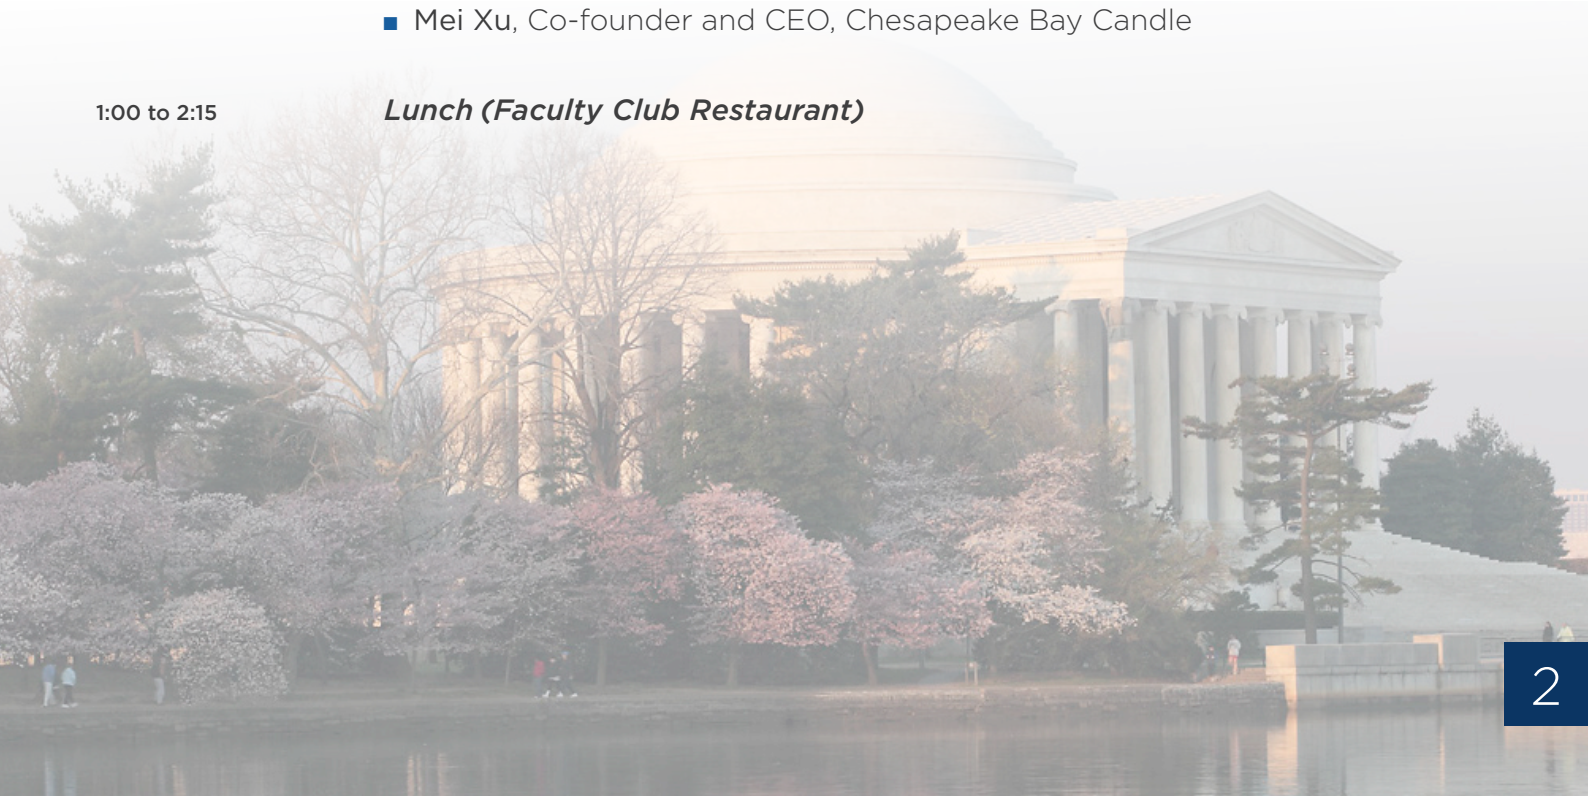 ■ Mei Xu, Co-founder and CEO, Chesapeake Bay Candle
1:00 to 2:15 Lunch (Faculty Club Restaurant)
2